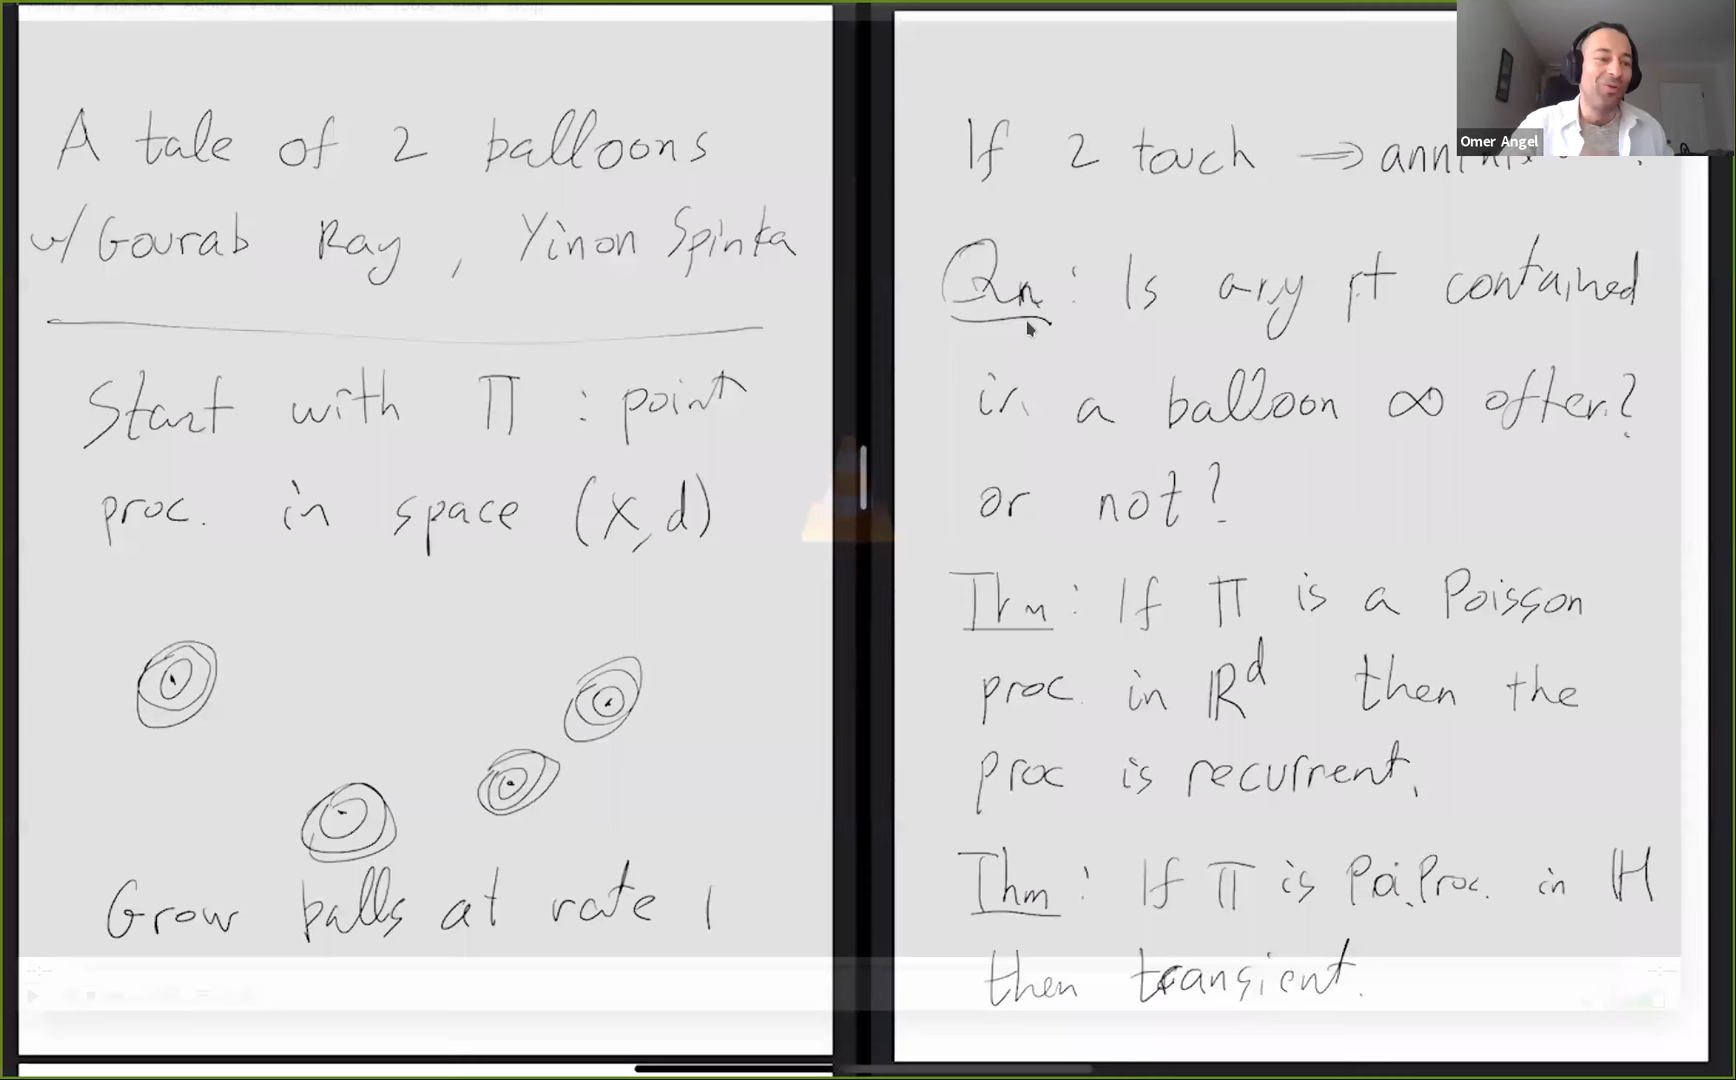 A tale of 2 balloons
w/ Gourab Ray, Yinon Spinka
Start with Π : point
proc. in space (X,d)
Grow balls at rate 1
If 2 touch ⇒
Qn: Is any pt contained
in a balloon ∞ often?
or not?
Thm: If Π is a Poisson
proc. in ℝ^d then the
proc is recurrent.
Thm: If Π is Poi. Proc. in ℍ
then transient.
Omer Angel